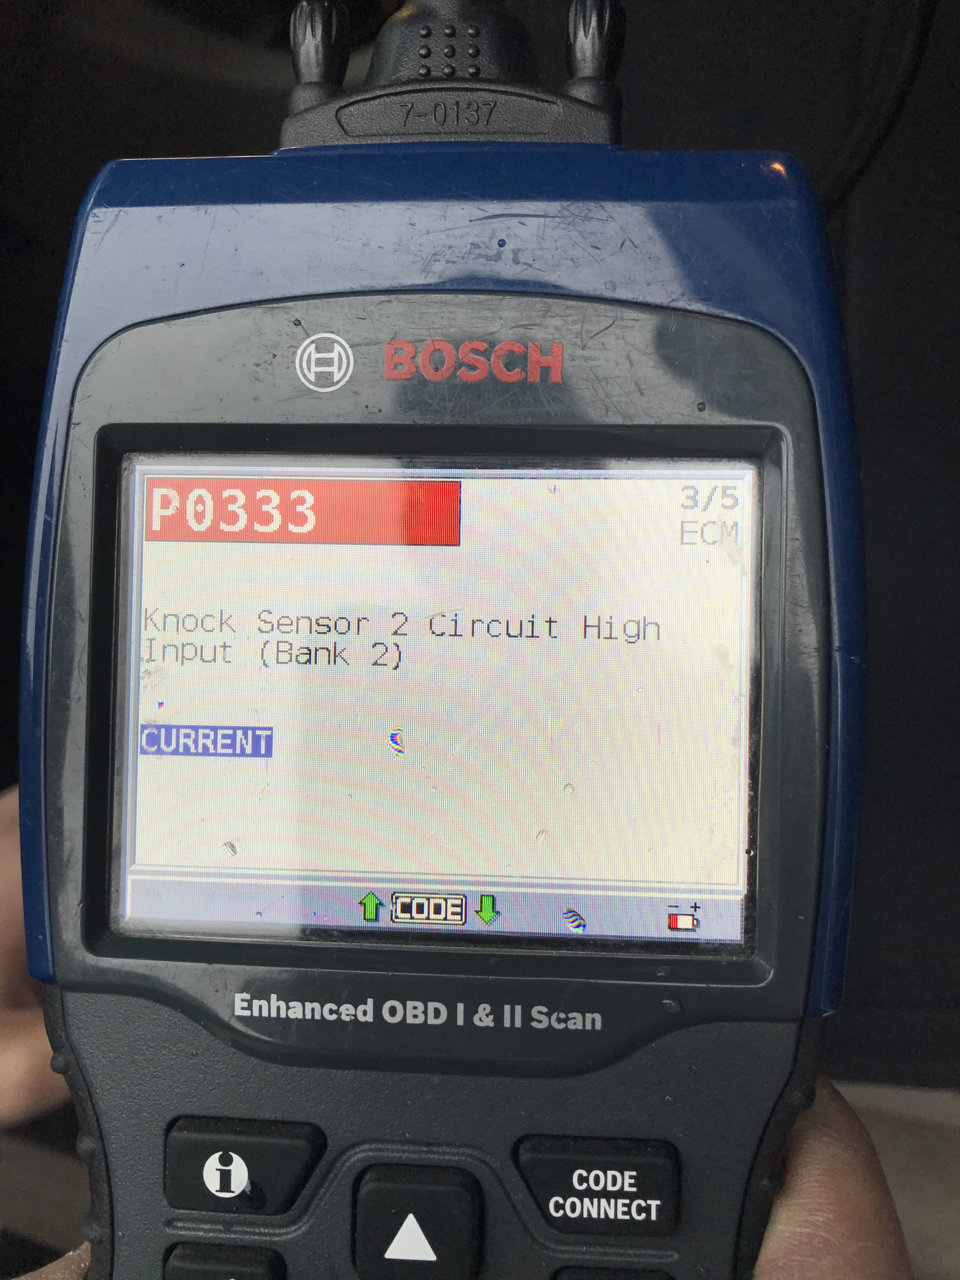 7-0137
BOSCH
P0333
3/5
ECM
Knock Sensor 2 Circuit High
Input (Bank 2)
CURRENT
CODE
- +
Enhanced OBD I & II Scan
i
CODE
CONNECT